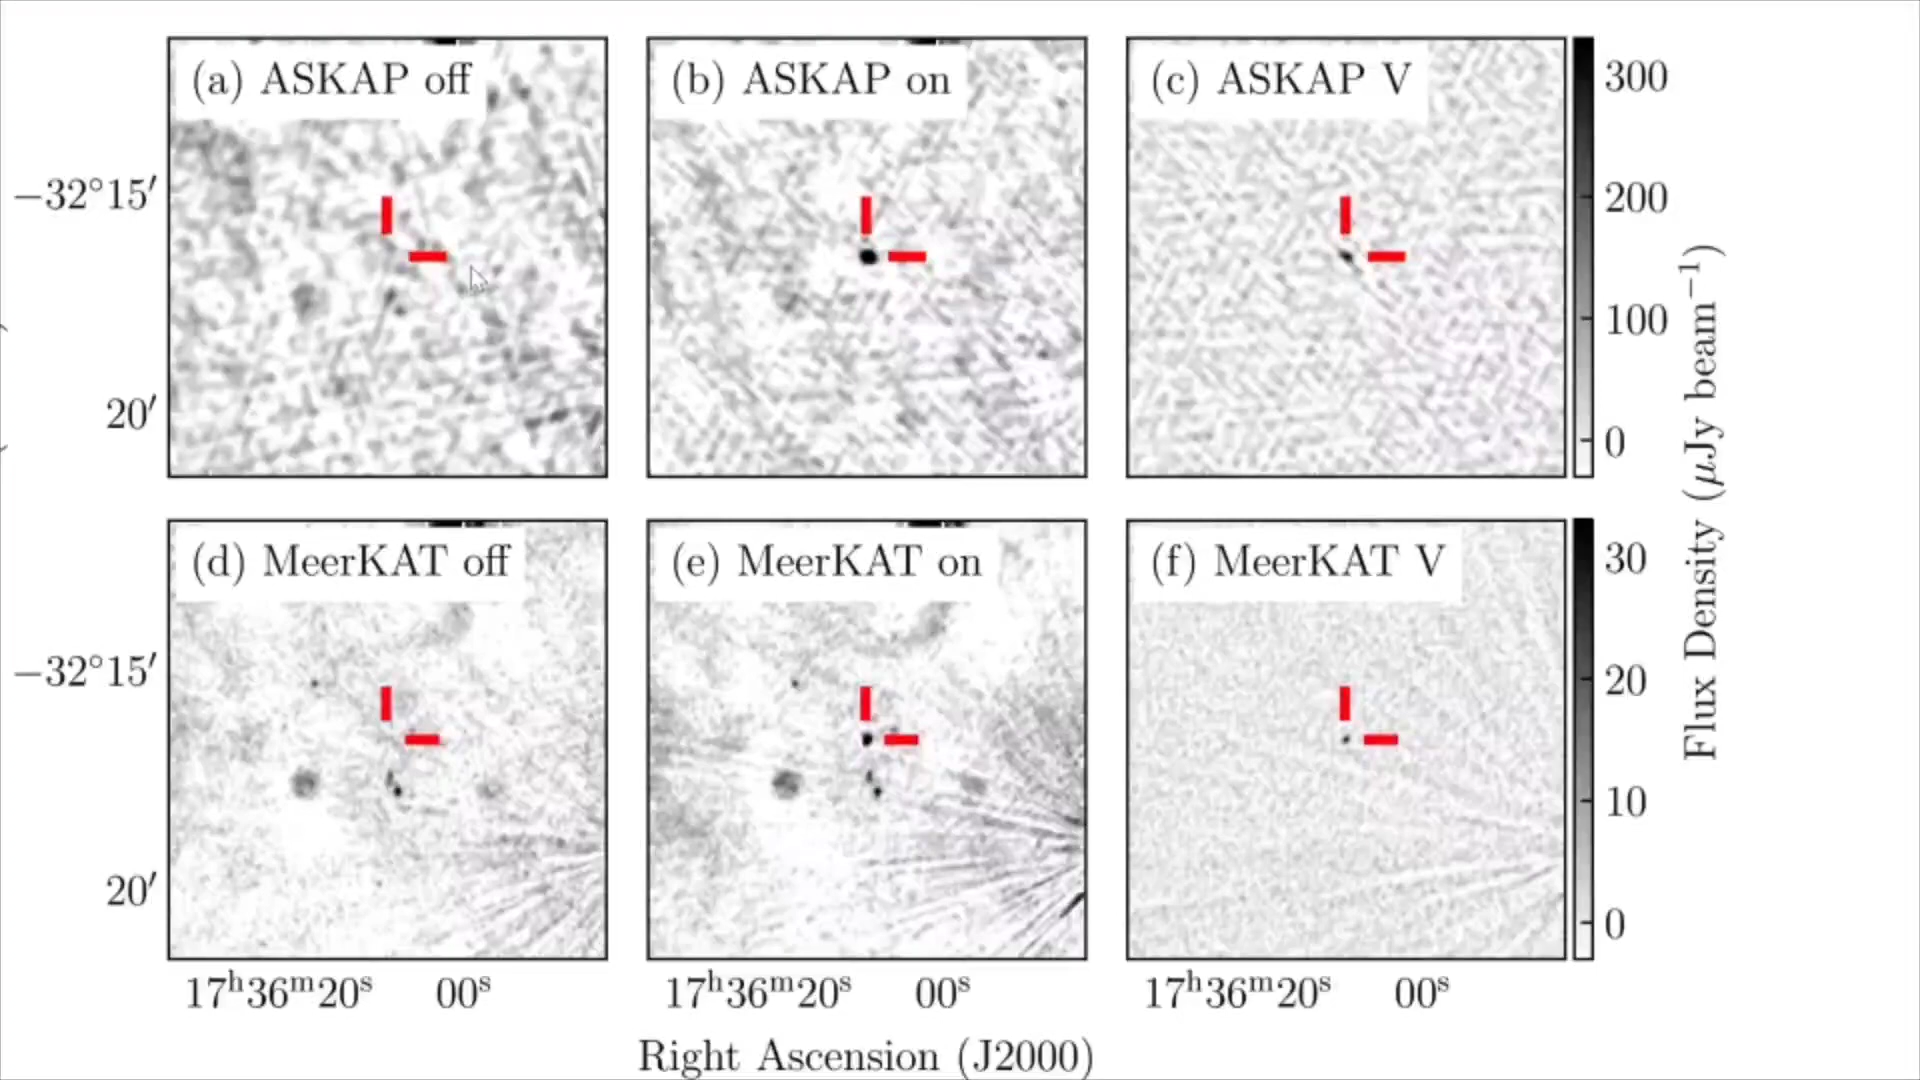 (a) ASKAP off
(b) ASKAP on
(c) ASKAP V
300
200
100
0
−32°15′
20′
(d) MeerKAT off
(e) MeerKAT on
(f) MeerKAT V
30
20
10
0
−32°15′
20′
Flux Density (μJy beam⁻¹)
17ʰ36ᵐ20ˢ 00ˢ
17ʰ36ᵐ20ˢ 00ˢ
17ʰ36ᵐ20ˢ 00ˢ
Right Ascension (J2000)